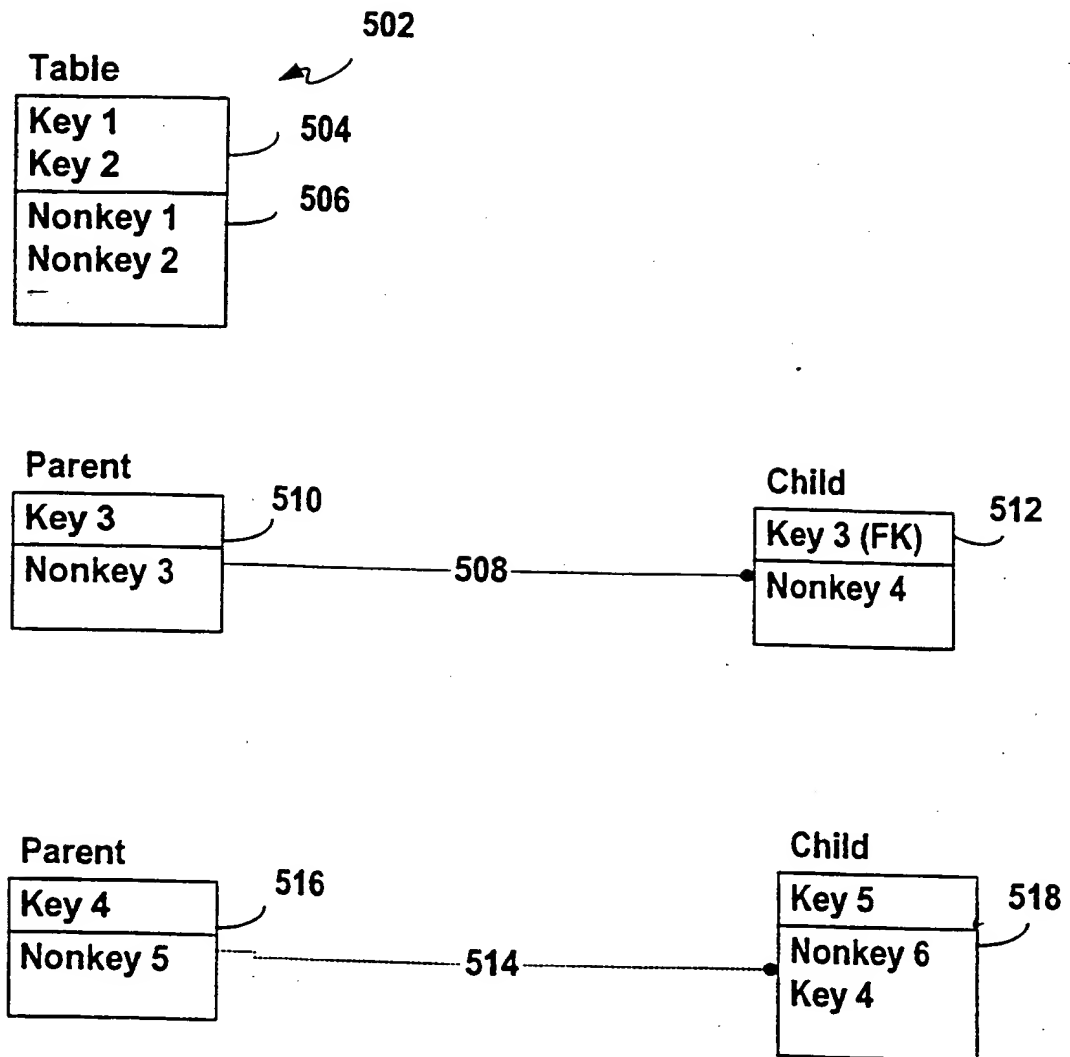 502
Table
Key 1
Key 2
504
Nonkey 1
Nonkey 2
506
Parent
Key 3
510
Nonkey 3
508
Child
Key 3 (FK)
512
Nonkey 4
Parent
Key 4
516
Nonkey 5
514
Child
Key 5
518
Nonkey 6
Key 4